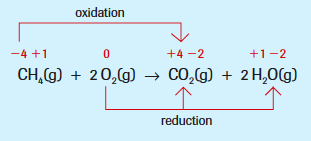 oxidation
−4 +1 0 +4 −2 +1 −2
CH₄(g) + 2 O₂(g) → CO₂(g) + 2 H₂O(g)
reduction